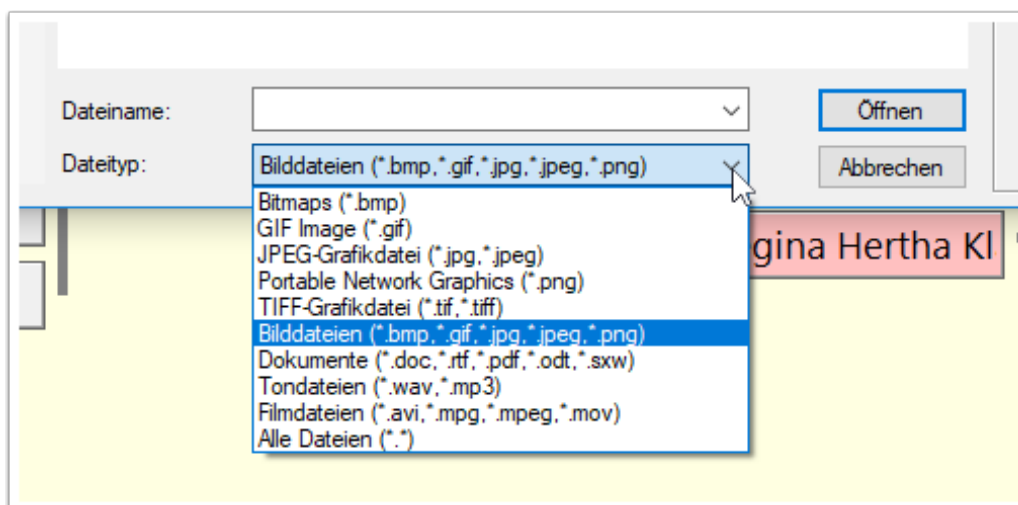 Dateiname:
Öffnen
Dateityp:
Bilddateien (*.bmp,*.gif,*.jpg,*.jpeg,*.png)
Abbrechen
Bitmaps (*.bmp)
GIF Image (*.gif)
JPEG-Grafikdatei (*.jpg,*.jpeg)
Portable Network Graphics (*.png)
TIFF-Grafikdatei (*.tif,*.tiff)
Bilddateien (*.bmp,*.gif,*.jpg,*.jpeg,*.png)
Dokumente (*.doc,*.rtf,*.pdf,*.odt,*.sxw)
Tondateien (*.wav,*.mp3)
Filmdateien (*.avi,*.mpg,*.mpeg,*.mov)
Alle Dateien (*.*)
gina Hertha Kl